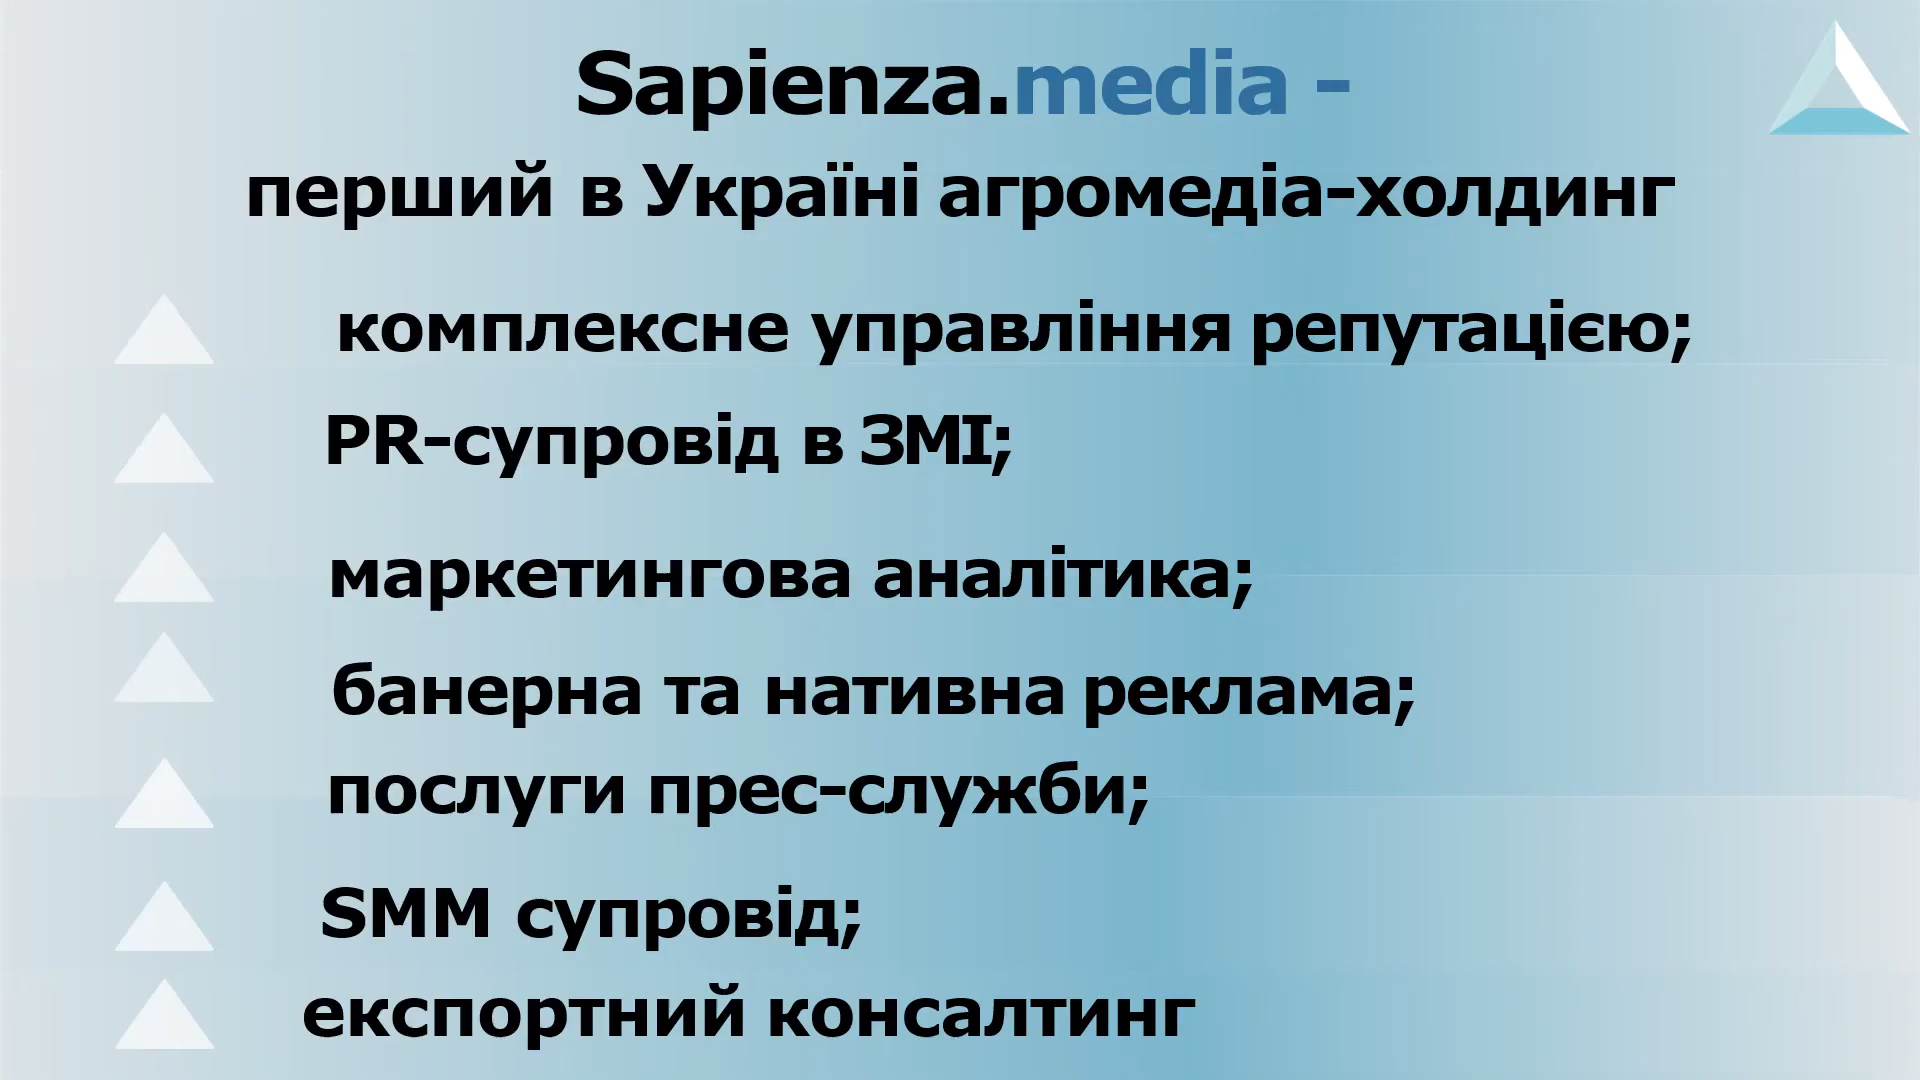 Sapienza.media -
перший в Україні агромедіа-холдинг
комплексне управління репутацією;
PR-супровід в ЗМІ;
маркетингова аналітика;
банерна та нативна реклама;
послуги прес-служби;
SMM супровід;
експортний консалтинг